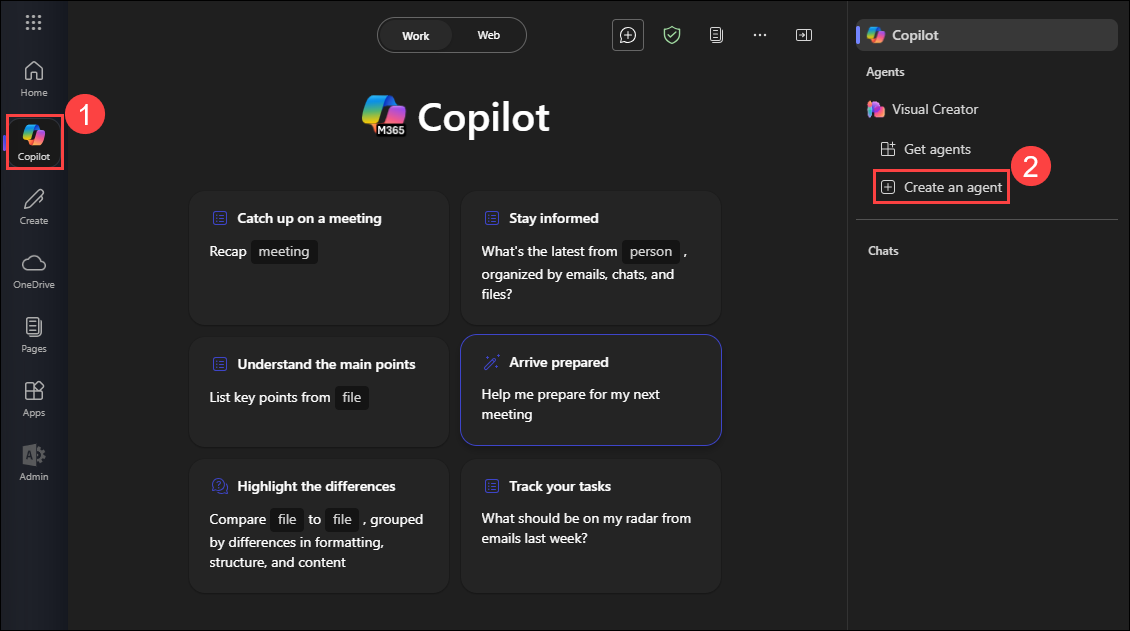 Home
1
Copilot
Create
OneDrive
Pages
Apps
A
Admin
Work
Web
M365
Copilot
Catch up on a meeting
Recap meeting
Stay informed
What's the latest from person ,
organized by emails, chats, and
files?
Understand the main points
List key points from file
Arrive prepared
Help me prepare for my next
meeting
Highlight the differences
Compare file to file , grouped
by differences in formatting,
structure, and content
Track your tasks
What should be on my radar from
emails last week?
Copilot
Agents
Visual Creator
Get agents
Create an agent
2
Chats